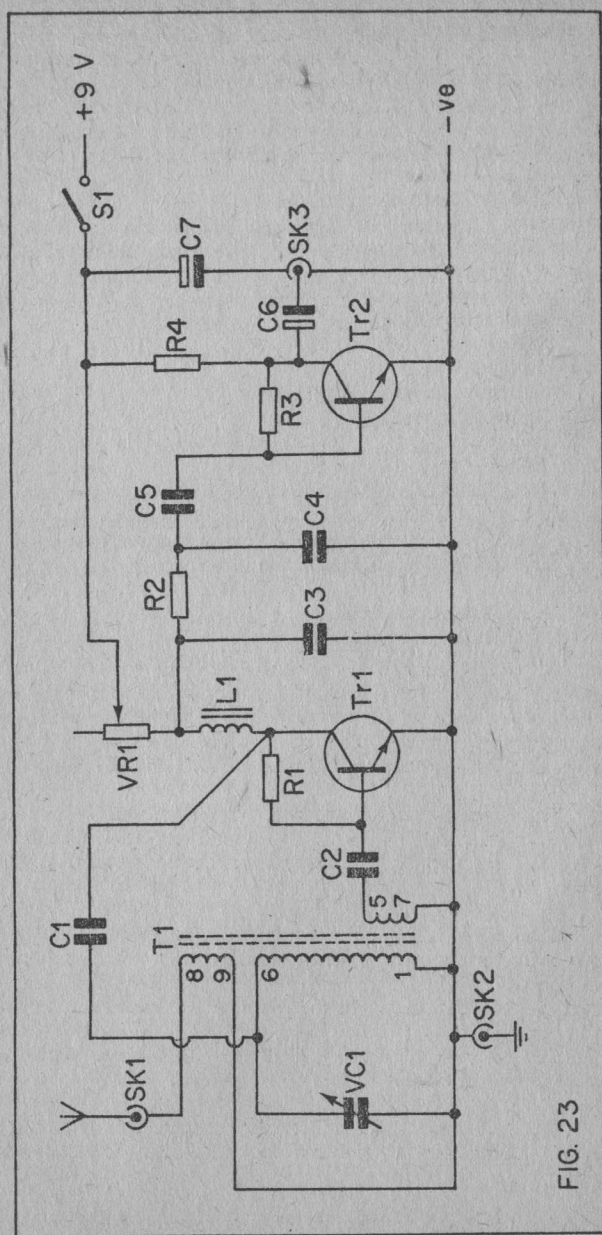 SK1
C1
VC1
SK2
T1
8
9
6
1
5
7
C2
R1
Tr1
VR1
L1
R2
C3
C4
C5
R3
R4
C6
Tr2
C7
SK3
S1
+9 V
-ve
FIG. 23